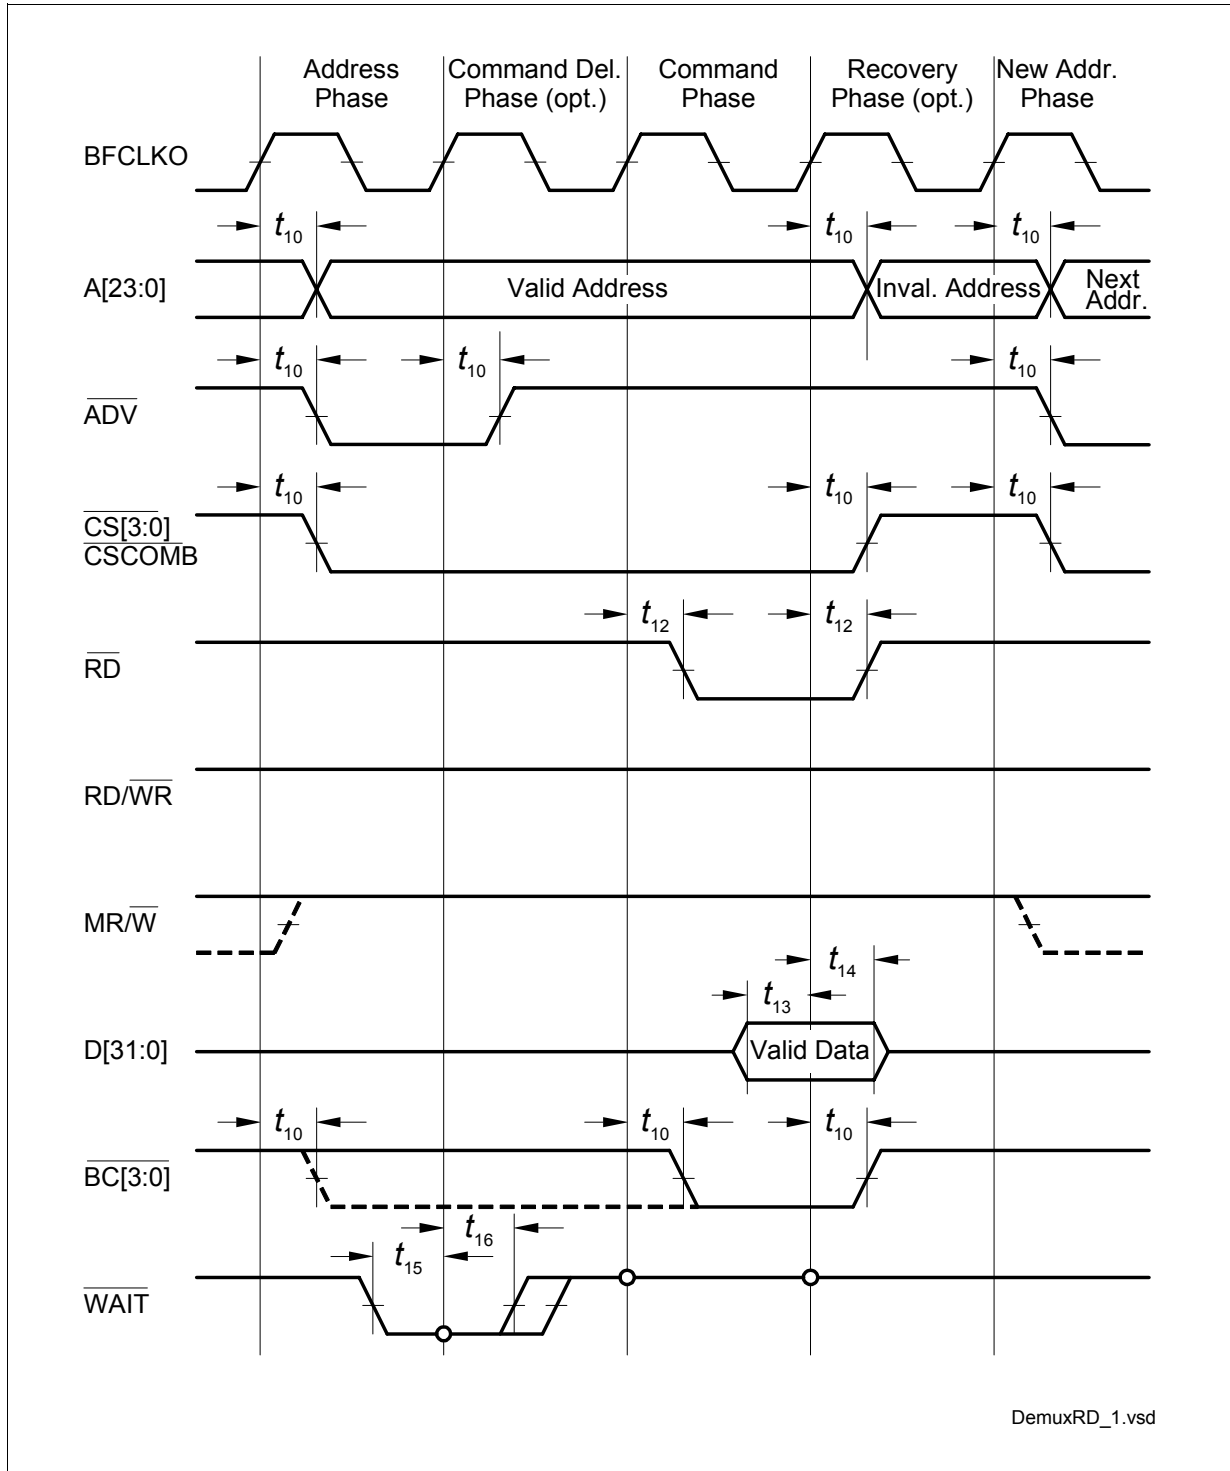 Address Phase
Command Del. Phase (opt.)
Command Phase
Recovery Phase (opt.)
New Addr. Phase
BFCLKO
t10 t10 t10
A[23:0] Valid Address Inval. Address Next Addr.
t10 t10 t10
ADV
t10 t10 t10
CS[3:0]
CSCOMB
t12 t12
RD
RD/WR
MR/W
t14
t13
D[31:0] Valid Data
t10 t10 t10
BC[3:0]
t16
t15
WAIT
DemuxRD_1.vsd